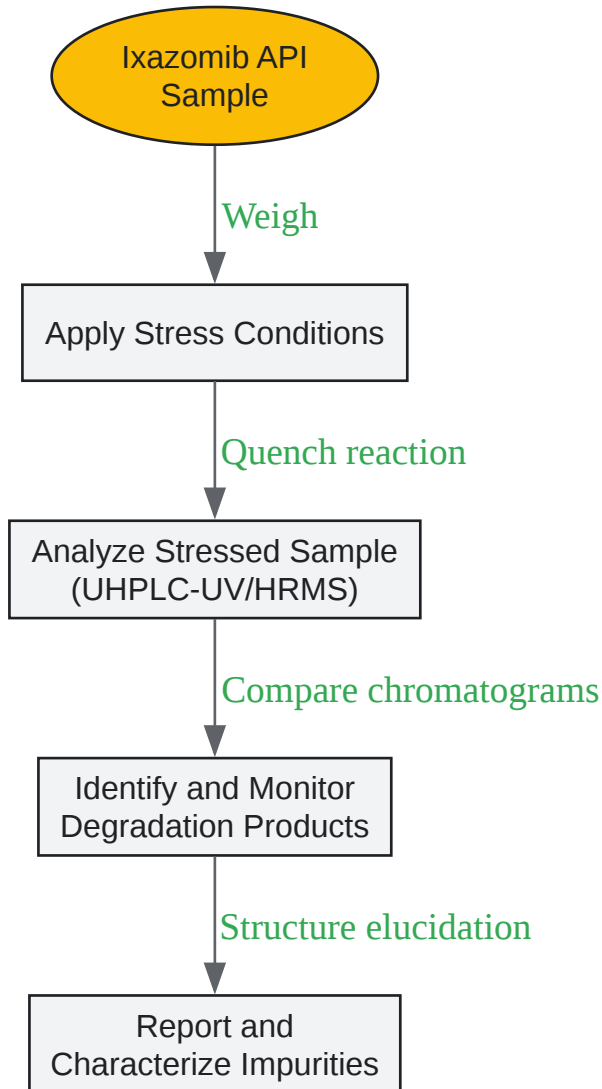 Ixazomib API
Sample
Weigh
Apply Stress Conditions
Quench reaction
Analyze Stressed Sample
(UHPLC-UV/HRMS)
Compare chromatograms
Identify and Monitor
Degradation Products
Structure elucidation
Report and
Characterize Impurities